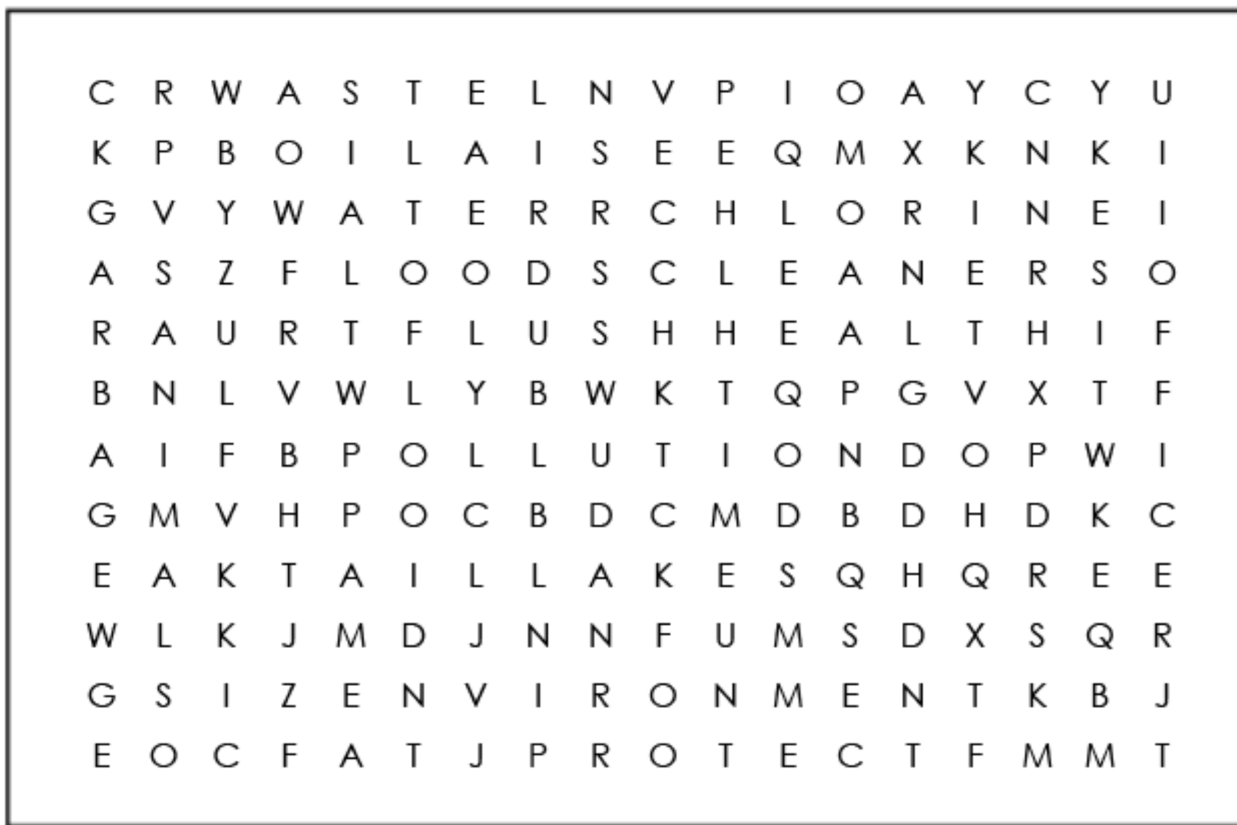 C R W A S T E L N V P I O A Y C Y U
K P B O I L A I S E E Q M X K N K I
G V Y W A T E R R C H L O R I N E I
A S Z F L O O D S C L E A N E R S O
R A U R T F L U S H H E A L T H I F
B N L V W L Y B W K T Q P G V X T F
A I F B P O L L U T I O N D O P W I
G M V H P O C B D C M D B D H D K C
E A K T A I L L A K E S Q H Q R E E
W L K J M D J N N F U M S D X S Q R
G S I Z E N V I R O N M E N T K B J
E O C F A T J P R O T E C T F M M T